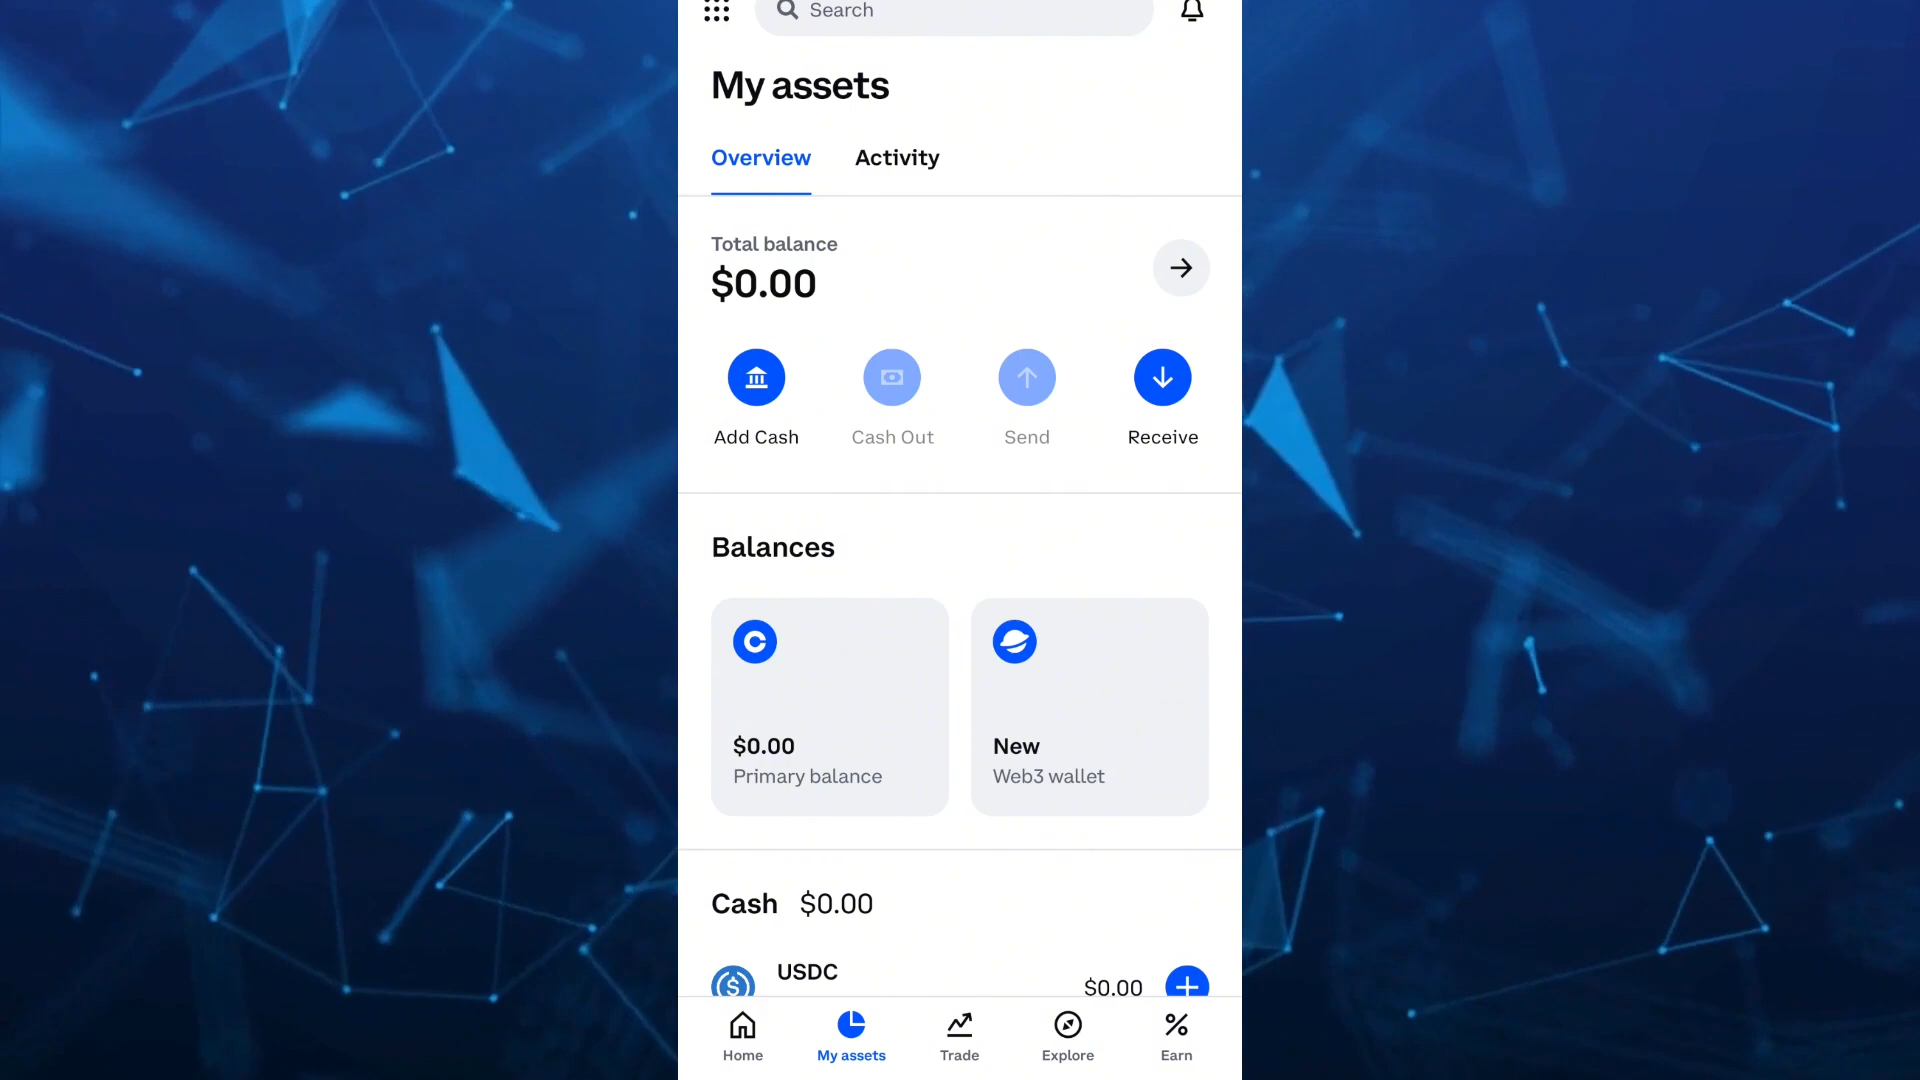 Search
My assets
Overview Activity
Total balance
$0.00
Add Cash Cash Out Send Receive
Balances
$0.00 New
Primary balance Web3 wallet
Cash $0.00
USDC
$0.00
Home My assets Trade Explore Earn